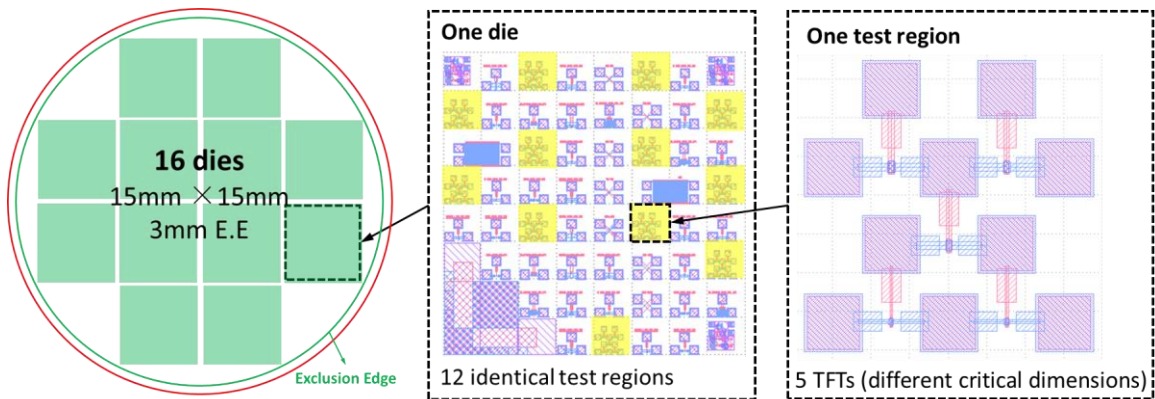 16 dies
15mm ×15mm
3mm E.E
Exclusion Edge
One die
12 identical test regions
One test region
5 TFTs (different critical dimensions)